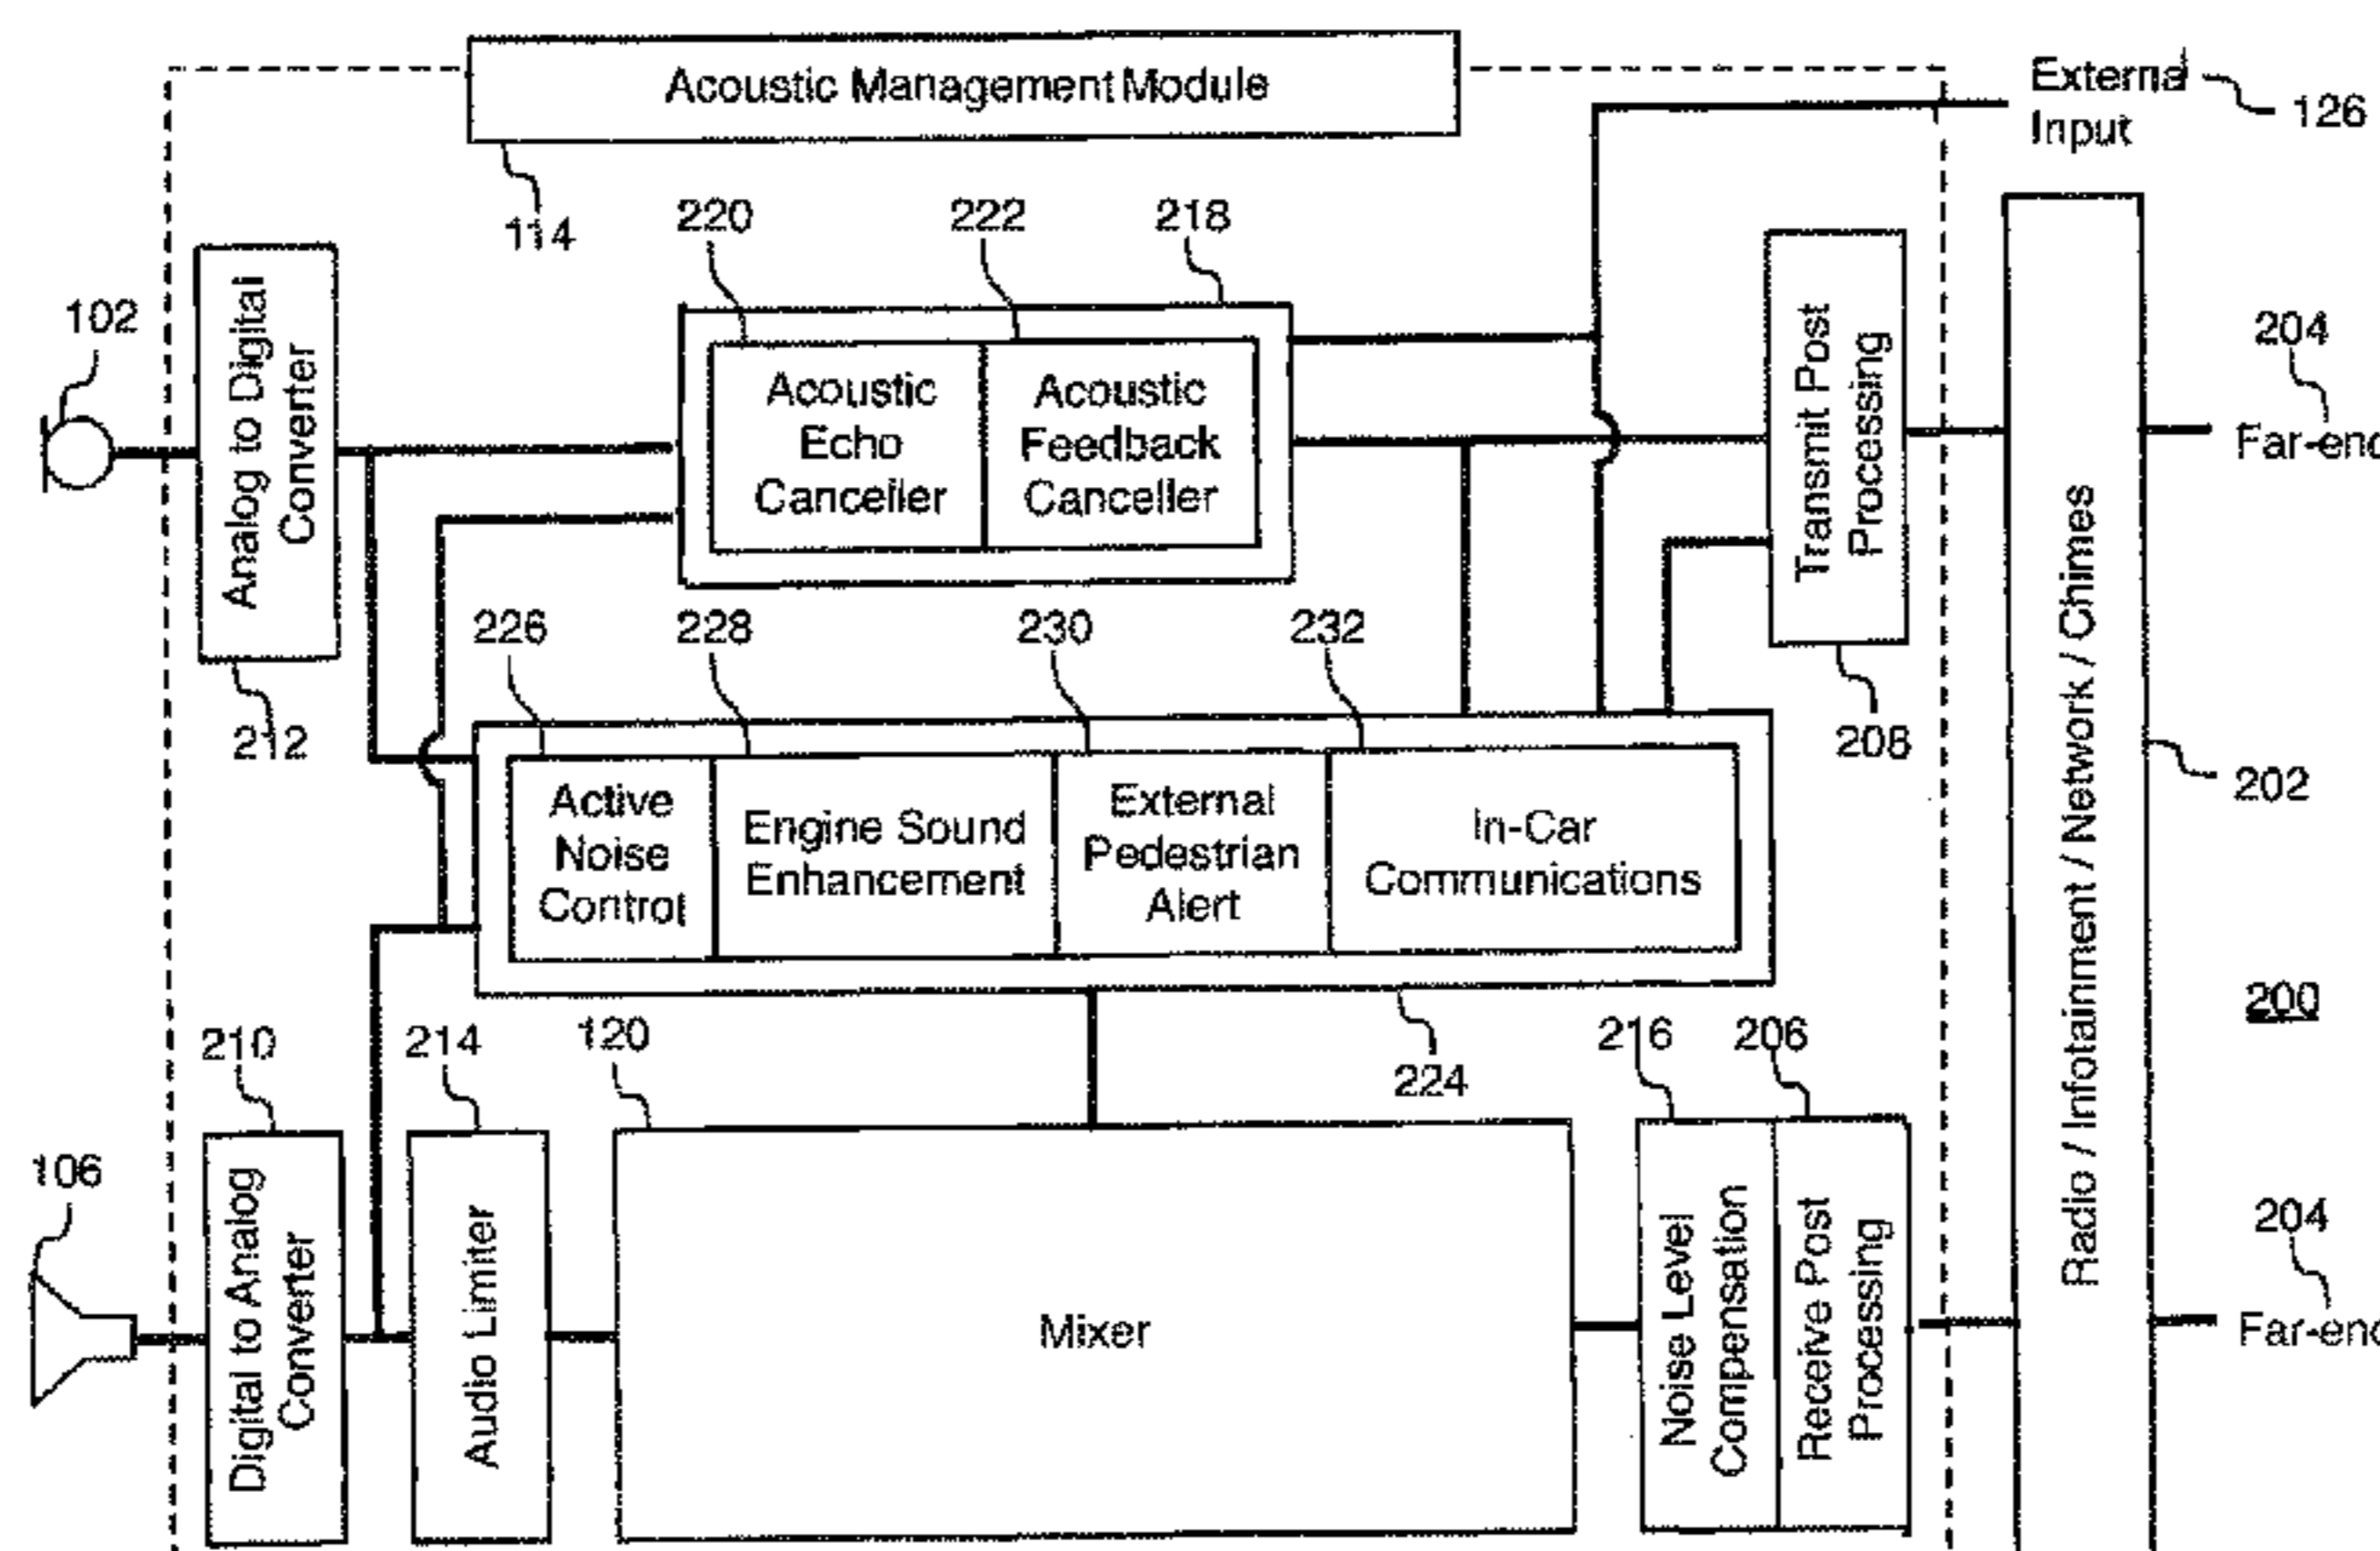 Acoustic Management Module
External
Input
126
114
220
222
218
102
Analog to Digital
Converter
Acoustic
Echo
Canceller
Acoustic
Feedback
Canceller
Transmit Post
Processing
204
Far-end
212
226
228
230
232
208
Radio / Infotainment / Network / Chimes
202
Active
Noise
Control
Engine Sound
Enhancement
External
Pedestrian
Alert
In-Car
Communications
200
210
214
120
224
216
206
106
Digital to Analog
Converter
Audio Limiter
Mixer
Noise Level
Compensation
Receive Post
Processing
204
Far-end